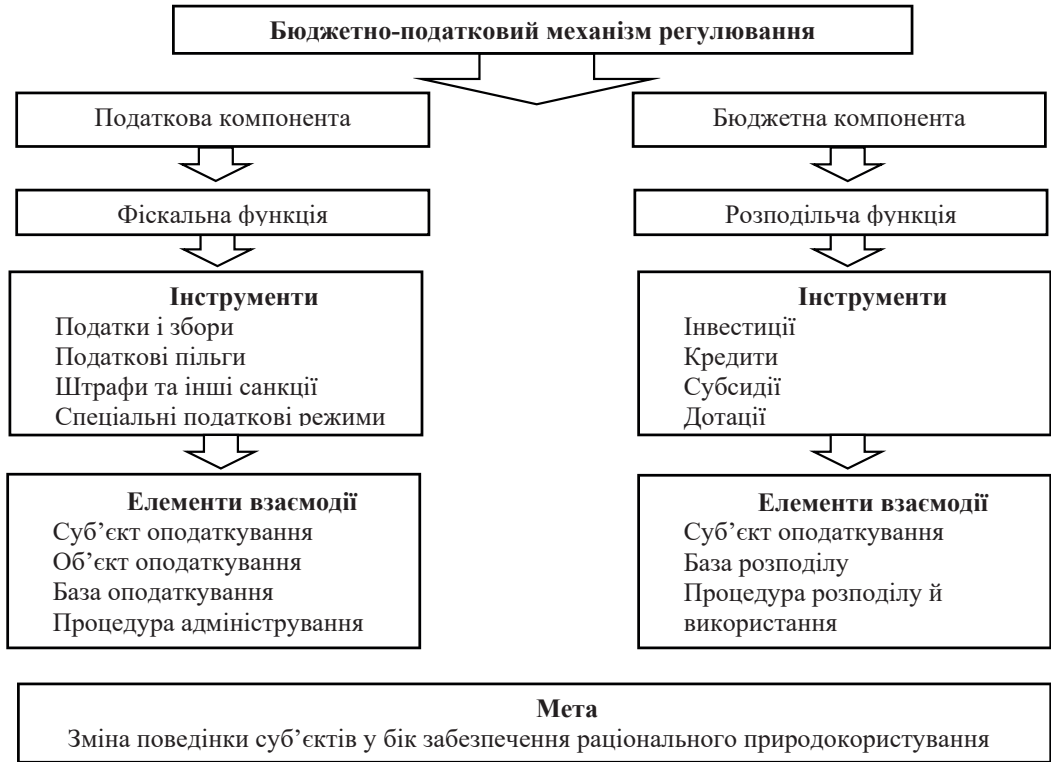 Бюджетно-податковий механізм регулювання
Податкова компонента
Бюджетна компонента
Фіскальна функція
Розподільча функція
Інструменти
Податки і збори
Податкові пільги
Штрафи та інші санкції
Спеціальні податкові режими
Інструменти
Інвестиції
Кредити
Субсидії
Дотації
Елементи взаємодії
Суб’єкт оподаткування
Об’єкт оподаткування
База оподаткування
Процедура адміністрування
Елементи взаємодії
Суб’єкт оподаткування
База розподілу
Процедура розподілу й
використання
Мета
Зміна поведінки суб’єктів у бік забезпечення раціонального природокористування